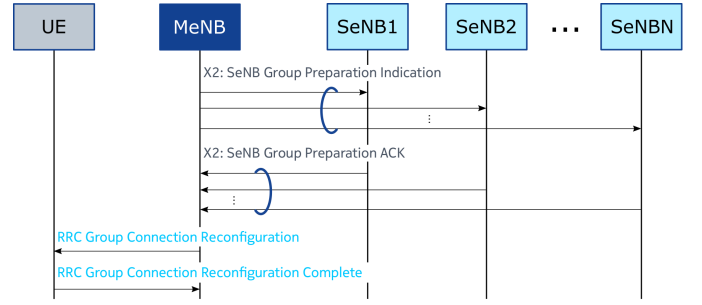 UE MeNB SeNB1 SeNB2 ... SeNBN
X2: SeNB Group Preparation Indication
...
X2: SeNB Group Preparation ACK
...
RRC Group Connection Reconfiguration
RRC Group Connection Reconfiguration Complete